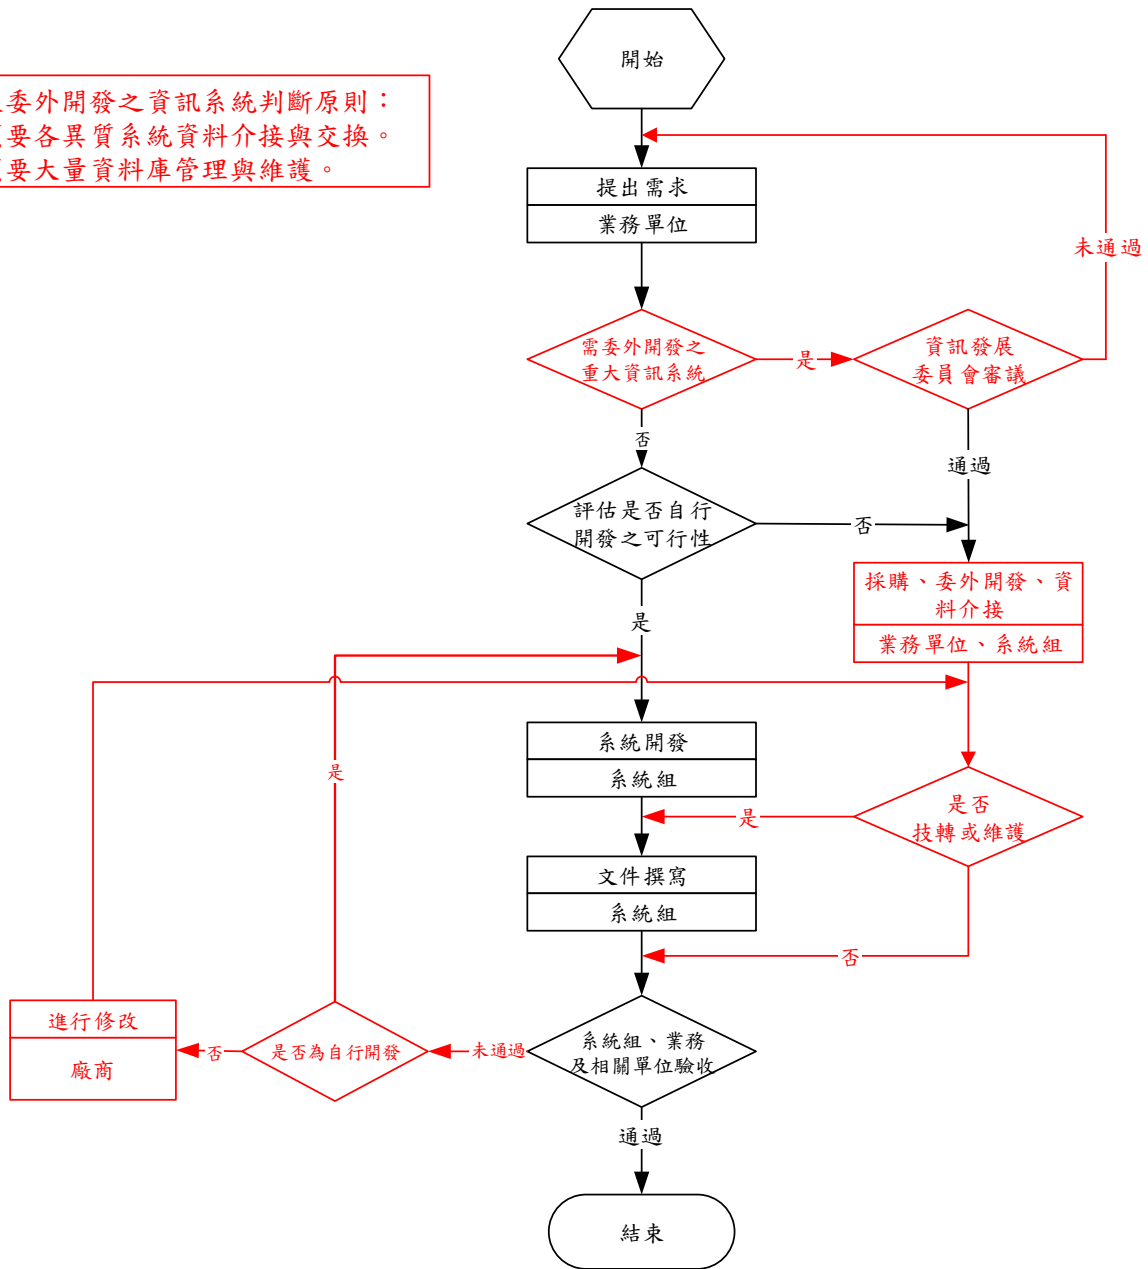 開始
委外開發之資訊系統判斷原則：
要各異質系統資料介接與交換。
要大量資料庫管理與維護。
提出需求
業務單位
未通過
需委外開發之
重大資訊系統
是
資訊發展
委員會審議
否
通過
評估是否自行
開發之可行性
否
採購、委外開發、資
料介接
業務單位、系統組
是
系統開發
系統組
是
是
是否
技轉或維護
文件撰寫
系統組
否
進行修改
廠商
否
是否為自行開發
未通過
系統組、業務
及相關單位驗收
通過
結束